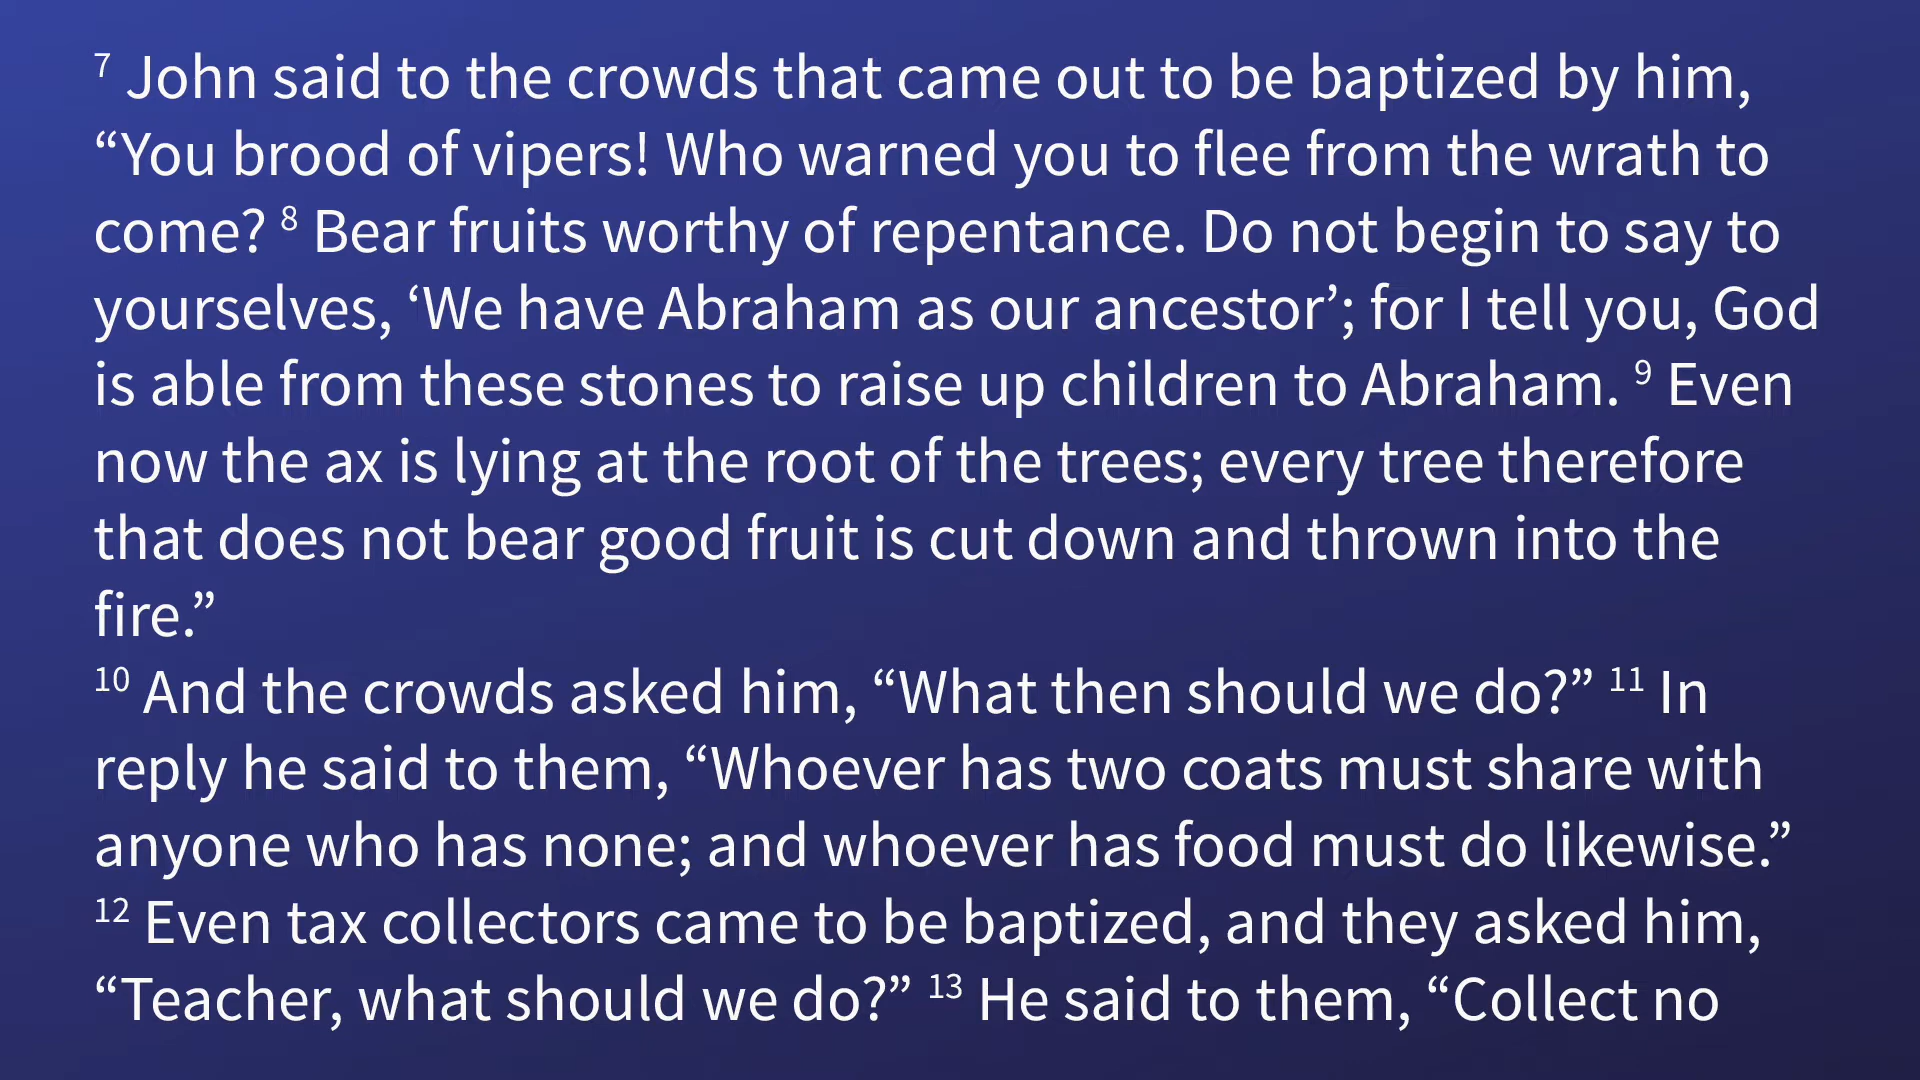 7 John said to the crowds that came out to be baptized by him,
“You brood of vipers! Who warned you to flee from the wrath to
come? 8 Bear fruits worthy of repentance. Do not begin to say to
yourselves, ‘We have Abraham as our ancestor’; for I tell you, God
is able from these stones to raise up children to Abraham. 9 Even
now the ax is lying at the root of the trees; every tree therefore
that does not bear good fruit is cut down and thrown into the
fire.”
10 And the crowds asked him, “What then should we do?” 11 In
reply he said to them, “Whoever has two coats must share with
anyone who has none; and whoever has food must do likewise.”
12 Even tax collectors came to be baptized, and they asked him,
“Teacher, what should we do?” 13 He said to them, “Collect no